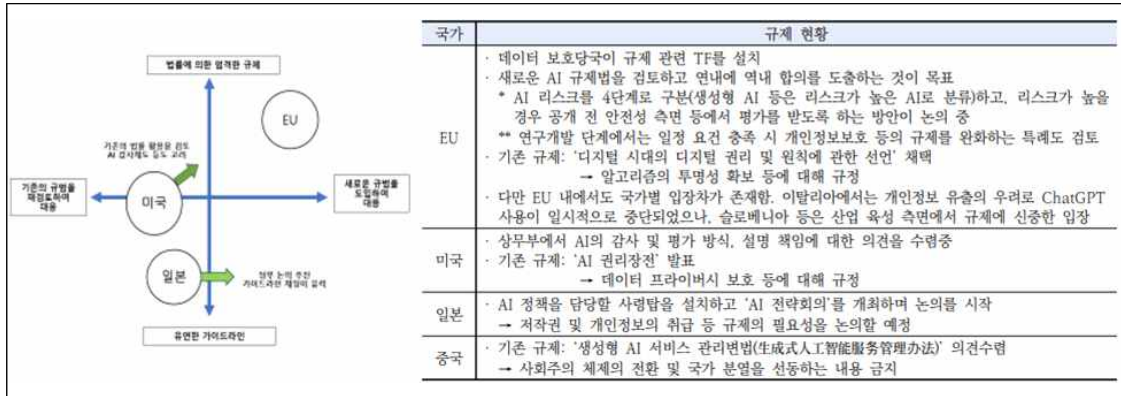 법률에 의한 엄격한 규제
EU
기존의 법률 활용을 검토
AI 감사제도 등도 고려
기존의 규범을
재검토하여
대응
미국
새로운 규범을
도입하여
대응
일본
향후 논의 추진
가이드라인 제정이 유력
유연한 가이드라인
국가
규제 현황
EU
· 데이터 보호당국이 규제 관련 TF를 설치
· 새로운 AI 규제법을 검토하고 연내에 역내 합의를 도출하는 것이 목표
* AI 리스크를 4단계로 구분(생성형 AI 등은 리스크가 높은 AI로 분류)하고, 리스크가 높을
경우 공개 전 안전성 측면 등에서 평가를 받도록 하는 방안이 논의 중
** 연구개발 단계에서는 일정 요건 충족 시 개인정보보호 등의 규제를 완화하는 특례도 검토
· 기존 규제: '디지털 시대의 디지털 권리 및 원칙에 관한 선언' 채택
→ 알고리즘의 투명성 확보 등에 대해 규정
· 다만 EU 내에서도 국가별 입장차가 존재함. 이탈리아에서는 개인정보 유출의 우려로 ChatGPT
사용이 일시적으로 중단되었으나, 슬로베니아 등은 산업 육성 측면에서 규제에 신중한 입장
미국
· 상무부에서 AI의 감사 및 평가 방식, 설명 책임에 대한 의견을 수렴중
· 기존 규제: 'AI 권리장전' 발표
→ 데이터 프라이버시 보호 등에 대해 규정
일본
· AI 정책을 담당할 사령탑을 설치하고 'AI 전략회의'를 개최하며 논의를 시작
→ 저작권 및 개인정보의 취급 등 규제의 필요성을 논의할 예정
중국
· 기존 규제: '생성형 AI 서비스 관리변법(生成式人工智能服务管理办法)' 의견수렴
→ 사회주의 체제의 전환 및 국가 분열을 선동하는 내용 금지